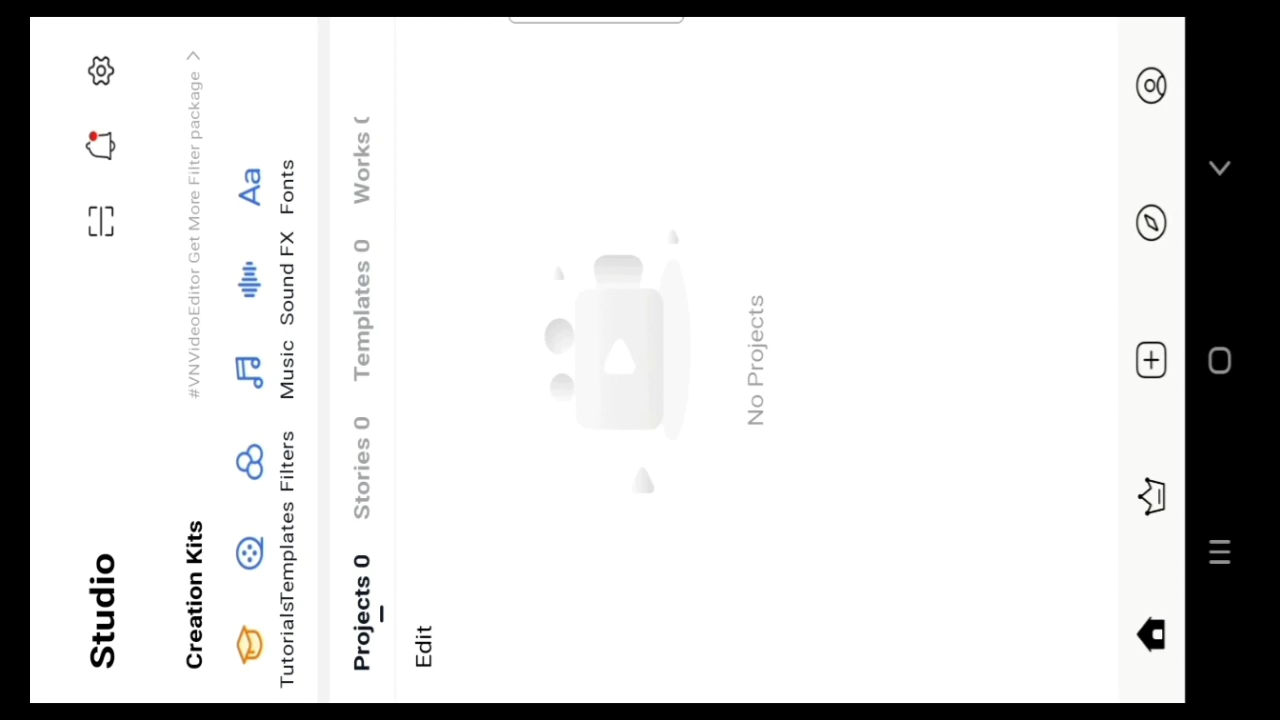 Studio
Creation Kits
#VNVideoEditor Get More Filter package >
Tutorials
Templates
Filters
Music
Sound FX
Aa
Fonts
Projects 0
Stories 0
Templates 0
Works (
Edit
No Projects